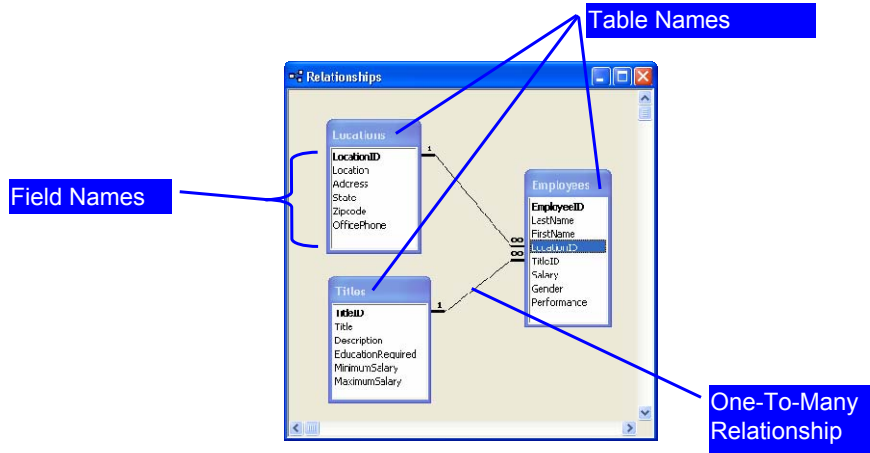 Table Names
Relationships
Locations
LocationID
Location
Address
State
Zipcode
OfficePhone
1
Field Names
Employees
EmployeeID
LastName
FirstName
LocationID
TitleID
Salary
Gender
Performance
∞
∞
Titles
TitleID
Title
Description
EducationRequired
MinimumSalary
MaximumSalary
1
One-To-Many
Relationship